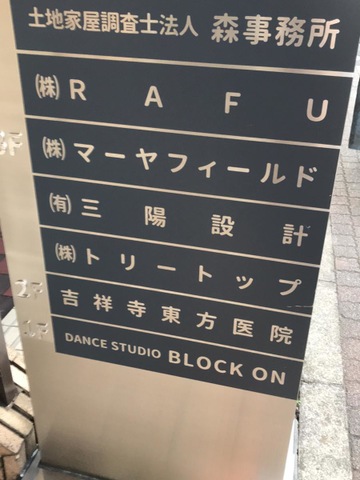 土地家屋調査士法人 森事務所
㈱ R A F U
3F ㈱ マーヤフィールド
㈲ 三陽設計
㈱ トリートップ
2F 吉祥寺東方医院
1F DANCE STUDIO BLOCK ON